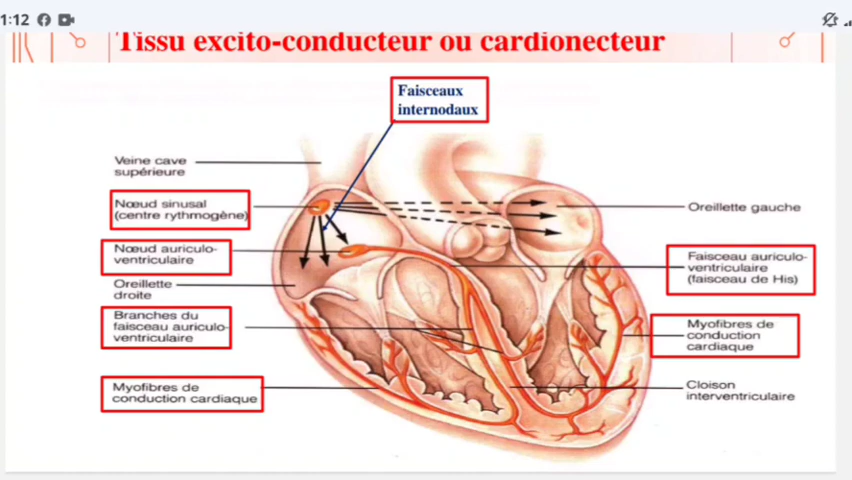 1:12
Tissu excito-conducteur ou cardionecteur
Faisceaux
internodaux
Veine cave
supérieure
Nœud sinusal
(centre rythmogène)
Nœud auriculo-
ventriculaire
Oreillette
droite
Branches du
faisceau auriculo-
ventriculaire
Myofibres de
conduction cardiaque
Oreillette gauche
Faisceau auriculo-
ventriculaire
(faisceau de His)
Myofibres de
conduction
cardiaque
Cloison
interventriculaire